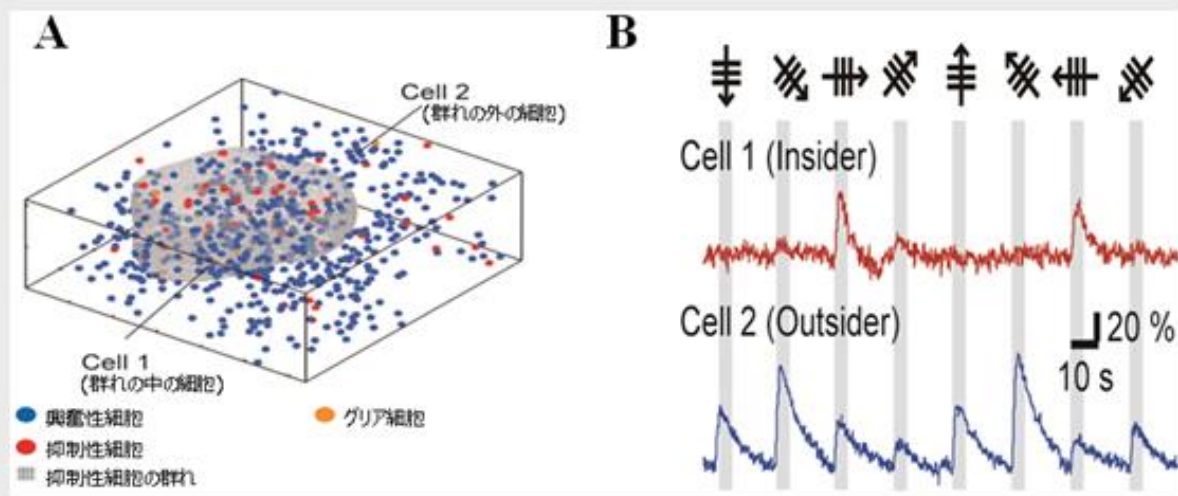 A
Cell 2
(群れの外の細胞)
Cell 1
(群れの中の細胞)
興奮性細胞
グリア細胞
抑制性細胞
抑制性細胞の群れ
B
Cell 1 (Insider)
Cell 2 (Outsider)
20 %
10 s